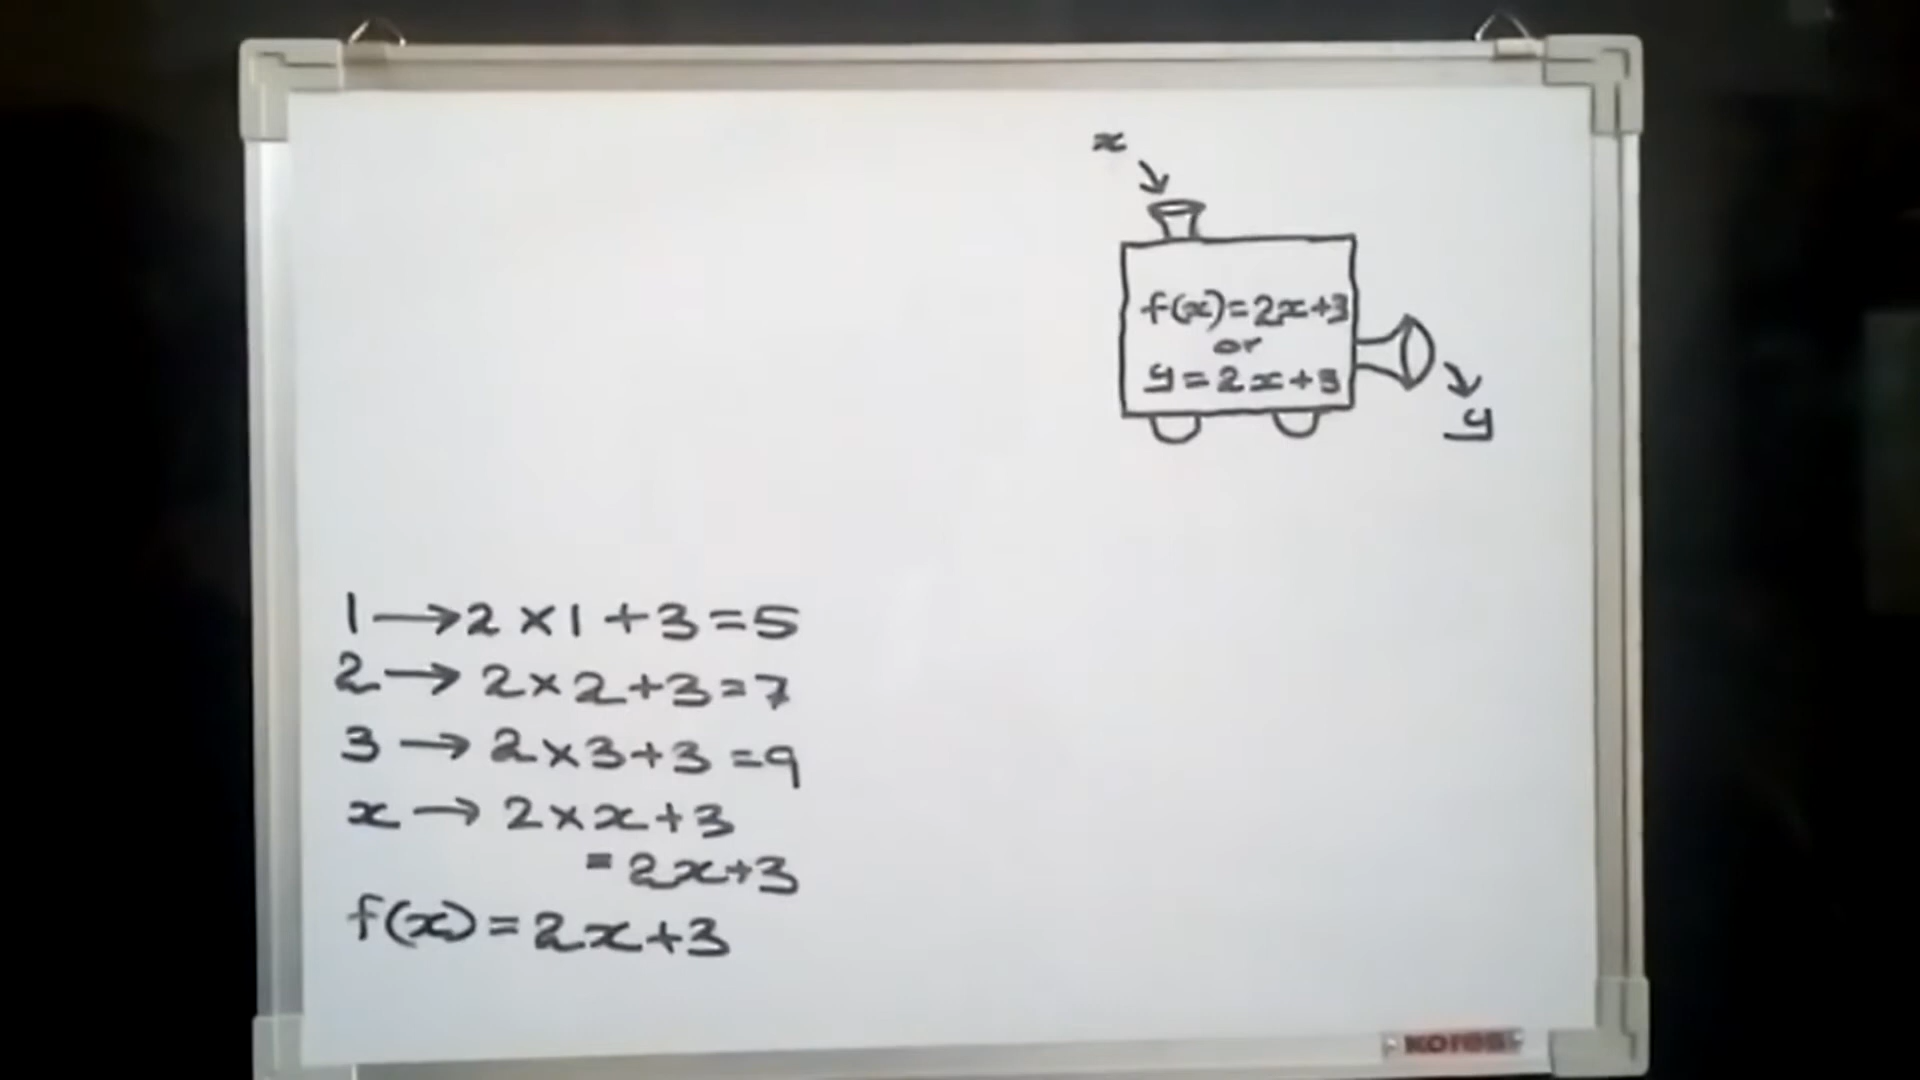 x
f(x)=2x+3
or
y=2x+3
y
1→2×1+3=5
2→2×2+3=7
3→2×3+3=9
x→2×x+3
=2x+3
f(x)=2x+3